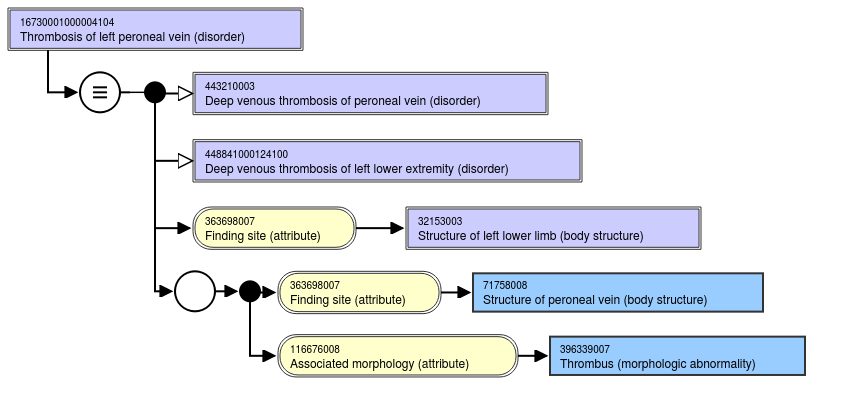 16730001000004104
Thrombosis of left peroneal vein (disorder)
443210003
Deep venous thrombosis of peroneal vein (disorder)
448841000124100
Deep venous thrombosis of left lower extremity (disorder)
363698007
Finding site (attribute)
32153003
Structure of left lower limb (body structure)
363698007
Finding site (attribute)
71758008
Structure of peroneal vein (body structure)
116676008
Associated morphology (attribute)
396339007
Thrombus (morphologic abnormality)